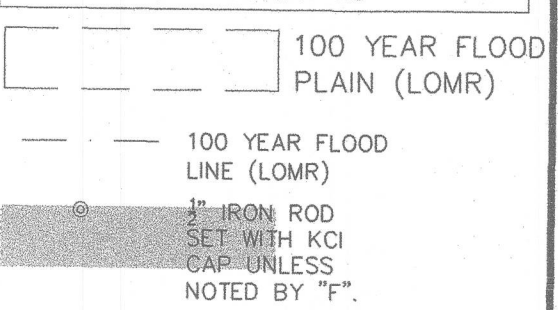 100 YEAR FLOOD
PLAIN (LOMR)
100 YEAR FLOOD
LINE (LOMR)
½" IRON ROD
SET WITH KCI
CAP UNLESS
NOTED BY "F".